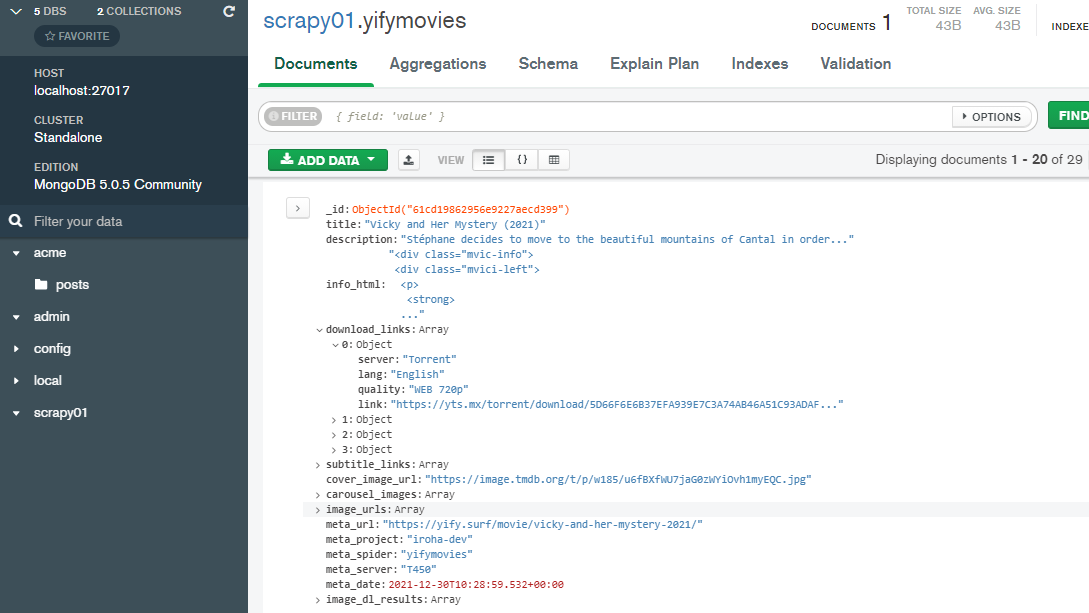 5 DBS 2 COLLECTIONS
FAVORITE
HOST
localhost:27017
CLUSTER
Standalone
EDITION
MongoDB 5.0.5 Community
Filter your data
acme
posts
admin
config
local
scrapy01
scrapy01.yifymovies
DOCUMENTS 1
TOTAL SIZE 43B
AVG. SIZE 43B
INDEXE
Documents Aggregations Schema Explain Plan Indexes Validation
FILTER { field: 'value' } OPTIONS FIND
ADD DATA VIEW {} Displaying documents 1 - 20 of 29
_id: ObjectId("61cd19862956e9227aecd399")
title: "Vicky and Her Mystery (2021)"
description: "Stéphane decides to move to the beautiful mountains of Cantal in order..."
"<div class="mvic-info">
<div class="mvici-left">
info_html: <p>
<strong>
..."
download_links: Array
0: Object
server: "Torrent"
lang: "English"
quality: "WEB 720p"
link: "https://yts.mx/torrent/download/5D66F6E6B37EFA939E7C3A74AB46A51C93ADAF..."
1: Object
2: Object
3: Object
subtitle_links: Array
cover_image_url: "https://image.tmdb.org/t/p/w185/u6fBXfWU7jaG0zWYiOvh1myEQC.jpg"
carousel_images: Array
image_urls: Array
meta_url: "https://yify.surf/movie/vicky-and-her-mystery-2021/"
meta_project: "iroha-dev"
meta_spider: "yifymovies"
meta_server: "T450"
meta_date: 2021-12-30T10:28:59.532+00:00
image_dl_results: Array